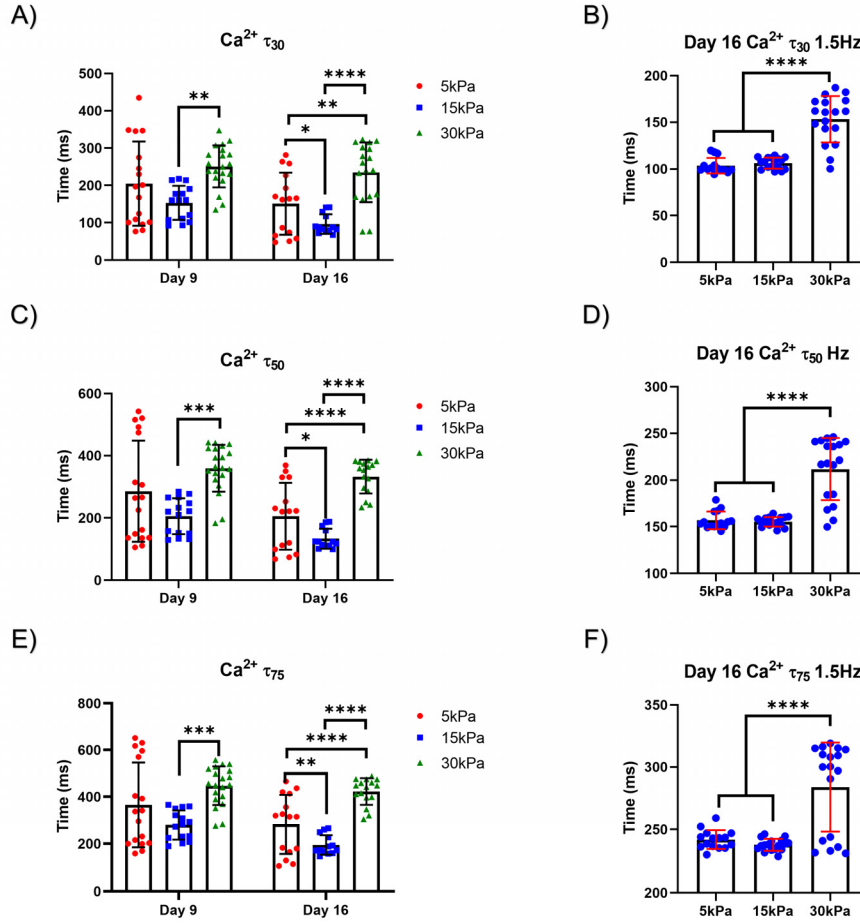 A)
Ca²⁺ τ₃₀
Time (ms)
500
400
300
200
100
0
**
****
**
*
Day 9
Day 16
5kPa
15kPa
30kPa
B)
Day 16 Ca²⁺ τ₃₀ 1.5Hz
Time (ms)
200
150
100
50
0
****
5kPa
15kPa
30kPa
C)
Ca²⁺ τ₅₀
Time (ms)
600
400
200
0
***
****
****
*
Day 9
Day 16
5kPa
15kPa
30kPa
D)
Day 16 Ca²⁺ τ₅₀ Hz
Time (ms)
300
250
200
150
100
****
5kPa
15kPa
30kPa
E)
Ca²⁺ τ₇₅
Time (ms)
800
600
400
200
0
***
****
****
**
Day 9
Day 16
5kPa
15kPa
30kPa
F)
Day 16 Ca²⁺ τ₇₅ 1.5Hz
Time (ms)
350
300
250
200
****
5kPa
15kPa
30kPa